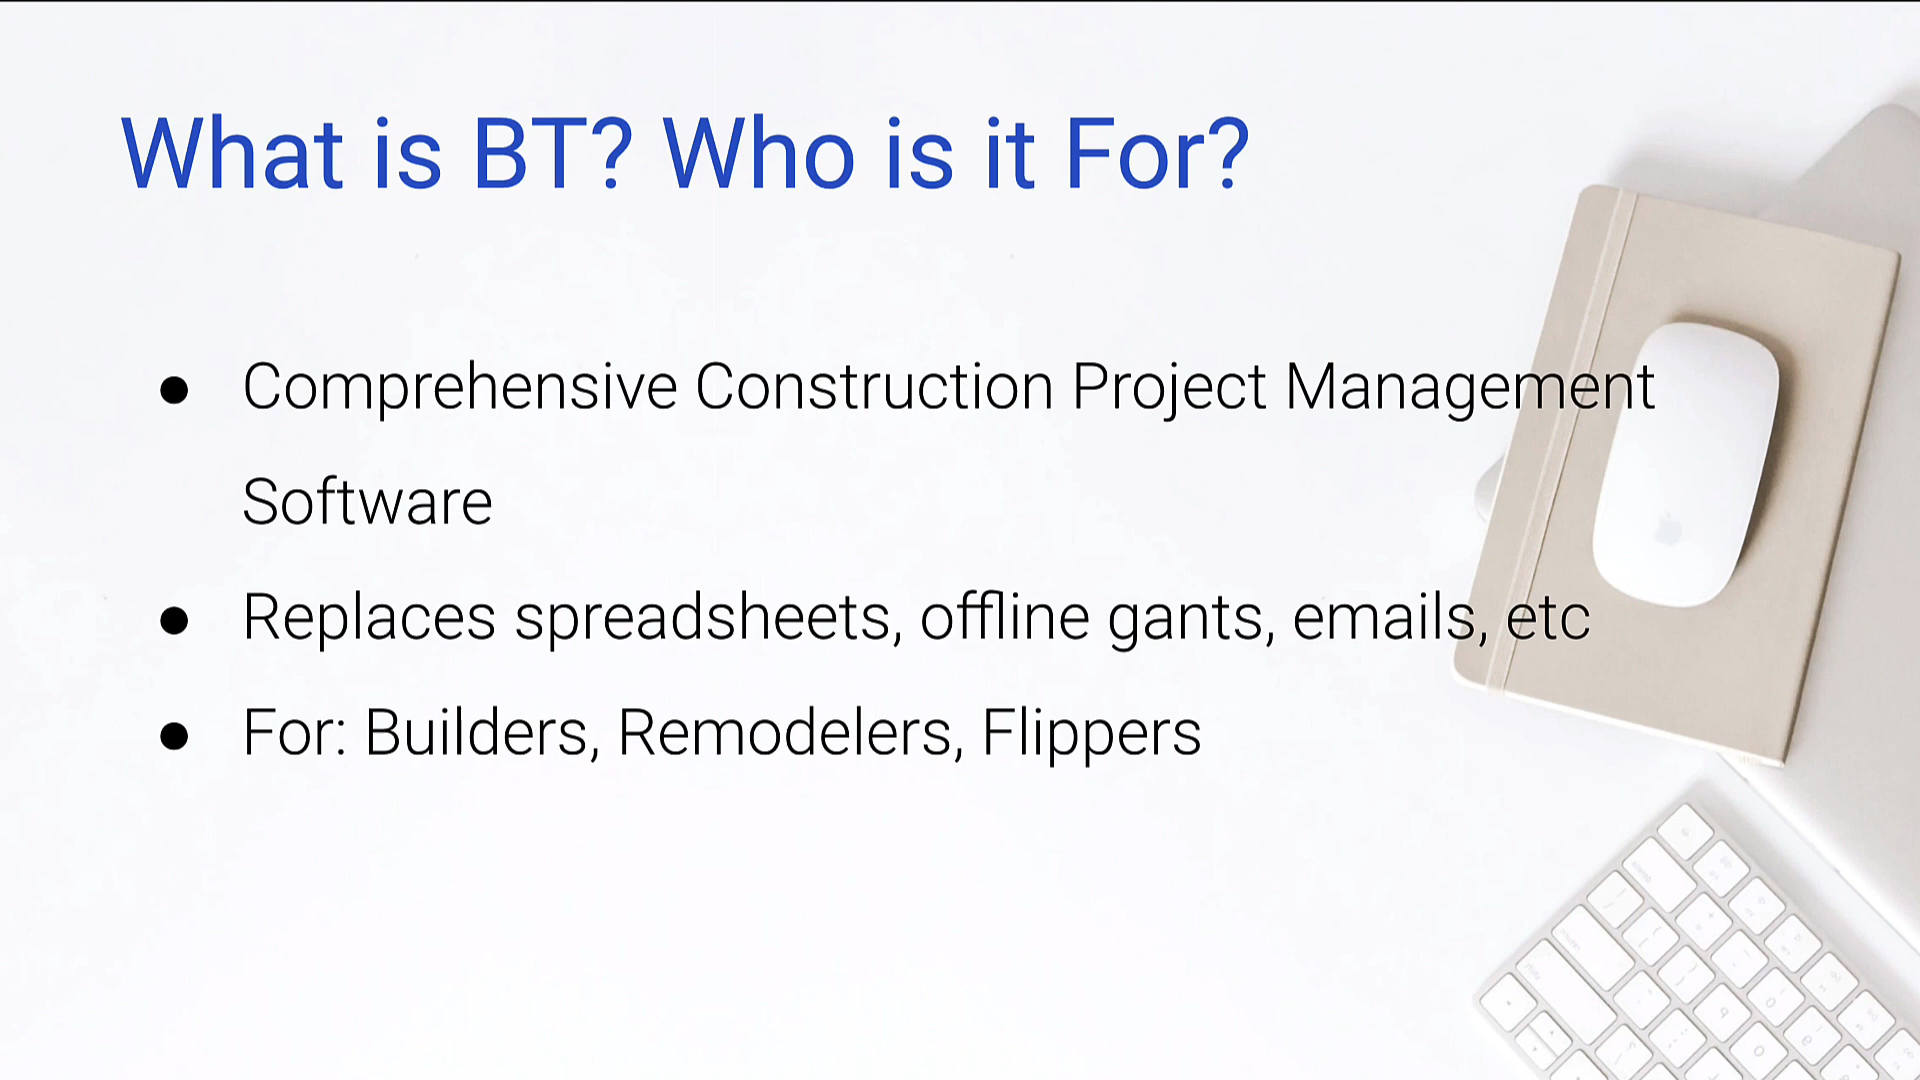 What is BT? Who is it For?
● Comprehensive Construction Project Management
Software
● Replaces spreadsheets, offline gants, emails, etc
● For: Builders, Remodelers, Flippers